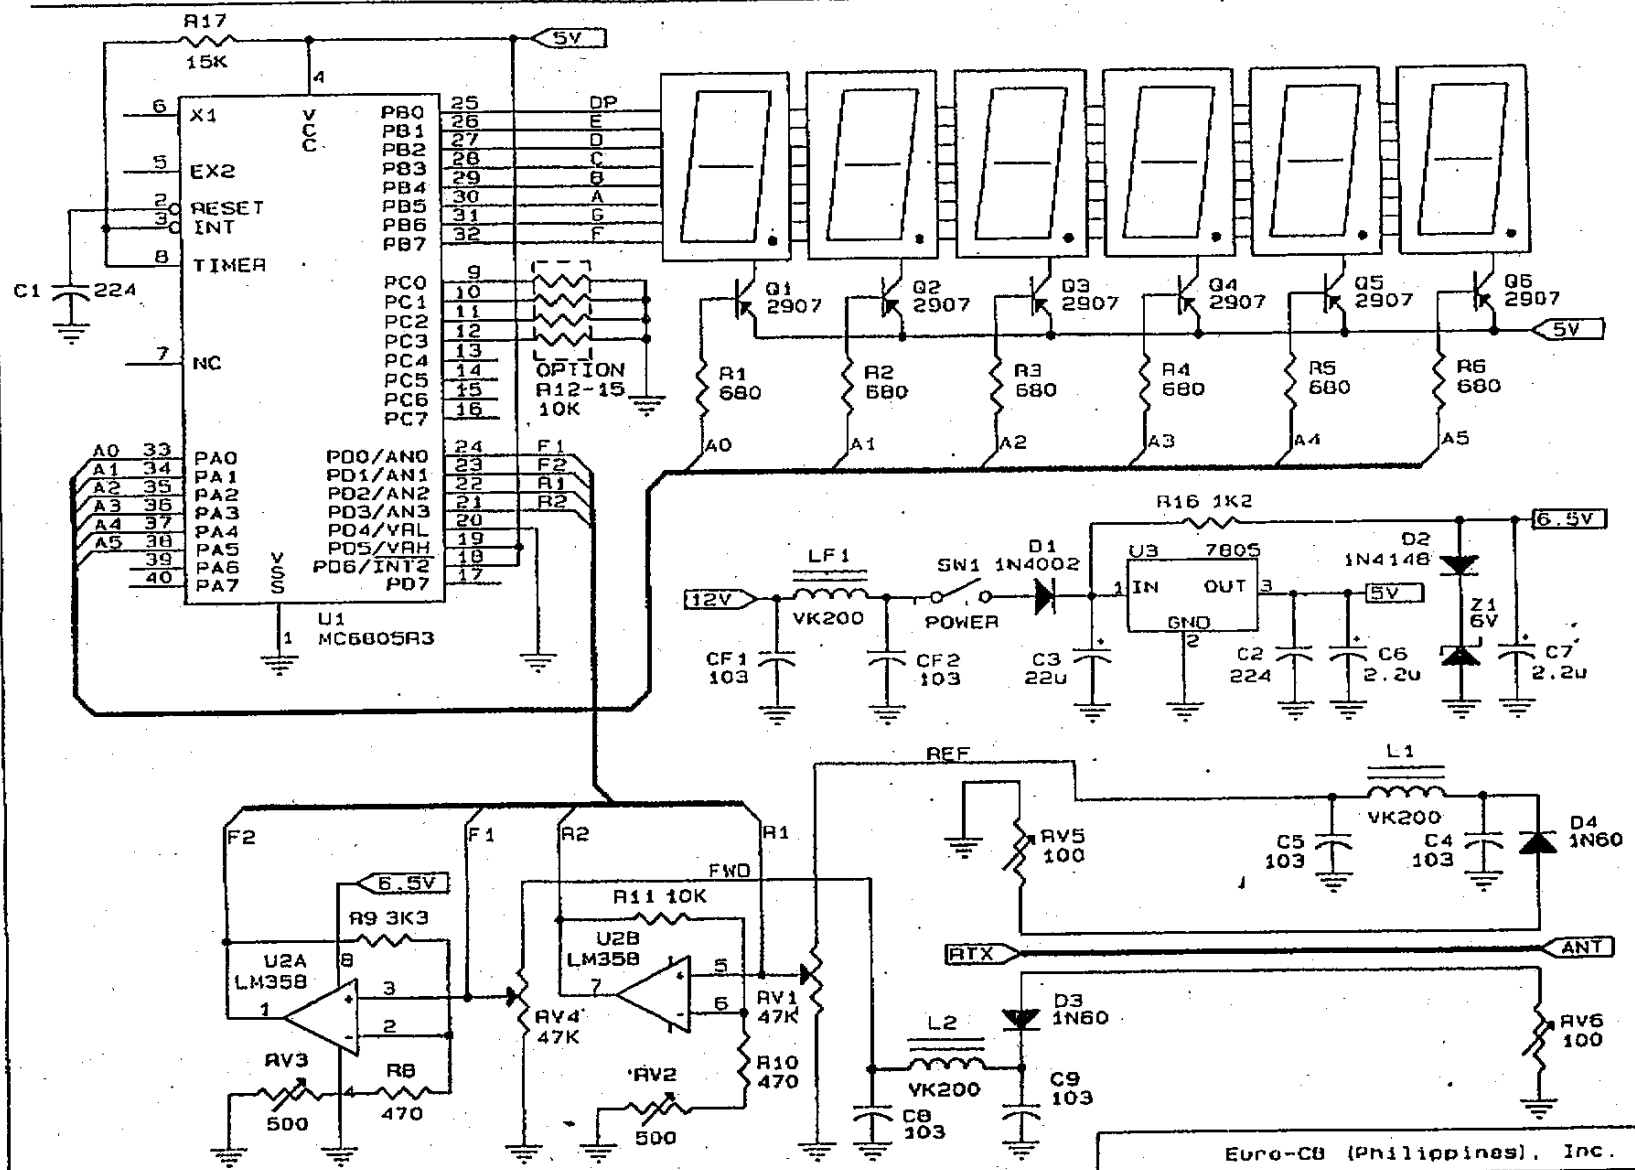 R17
15K
5V
4
6 X1
VCC
5 EX2
2 RESET
3 INT
8 TIMER
C1 224
7 NC
PB0 25 DP
PB1 26 E
PB2 27 D
PB3 28 C
PB4 29 B
PB5 30 A
PB6 31 G
PB7 32 F
PC0 9
PC1 10
PC2 11
PC3 12
PC4 13
PC5 14
PC6 15
PC7 16
OPTION
R12-15
10K
A0 33 PA0
A1 34 PA1
A2 35 PA2
A3 36 PA3
A4 37 PA4
A5 38 PA5
39 PA6
40 PA7
PD0/AN0 24 F1
PD1/AN1 23 F2
PD2/AN2 22 R1
PD3/AN3 21 R2
PD4/VRL 20
PD5/VRH 19
PD6/INT2 18
PD7 17
VSS
1
U1
MC6805R3
Q1
2907
Q2
2907
Q3
2907
Q4
2907
Q5
2907
Q6
2907
5V
R1
680
R2
680
R3
680
R4
680
R5
680
R6
680
A0
A1
A2
A3
A4
A5
R16 1K2
6.5V
12V
LF1
VK200
SW1
POWER
D1
1N4002
U3 7805
1 IN
OUT 3
GND
2
5V
D2
1N4148
Z1
6V
CF1
103
CF2
103
C3
22u
+
C2
224
C6
2.2u
+
C7
2.2u
+
REF
L1
VK200
RV5
100
C5
103
C4
103
D4
1N60
F2
F1
R2
R1
FWD
6.5V
R9 3K3
8
U2A
LM358
1
3
2
+
-
4
RV3
500
R8
470
RV4
47K
R11 10K
U2B
LM358
7
5
6
+
-
RV1
47K
R10
470
RV2
500
RTX
ANT
D3
1N60
L2
VK200
C8
103
C9
103
RV6
100
Euro-CB (Philippines), Inc.